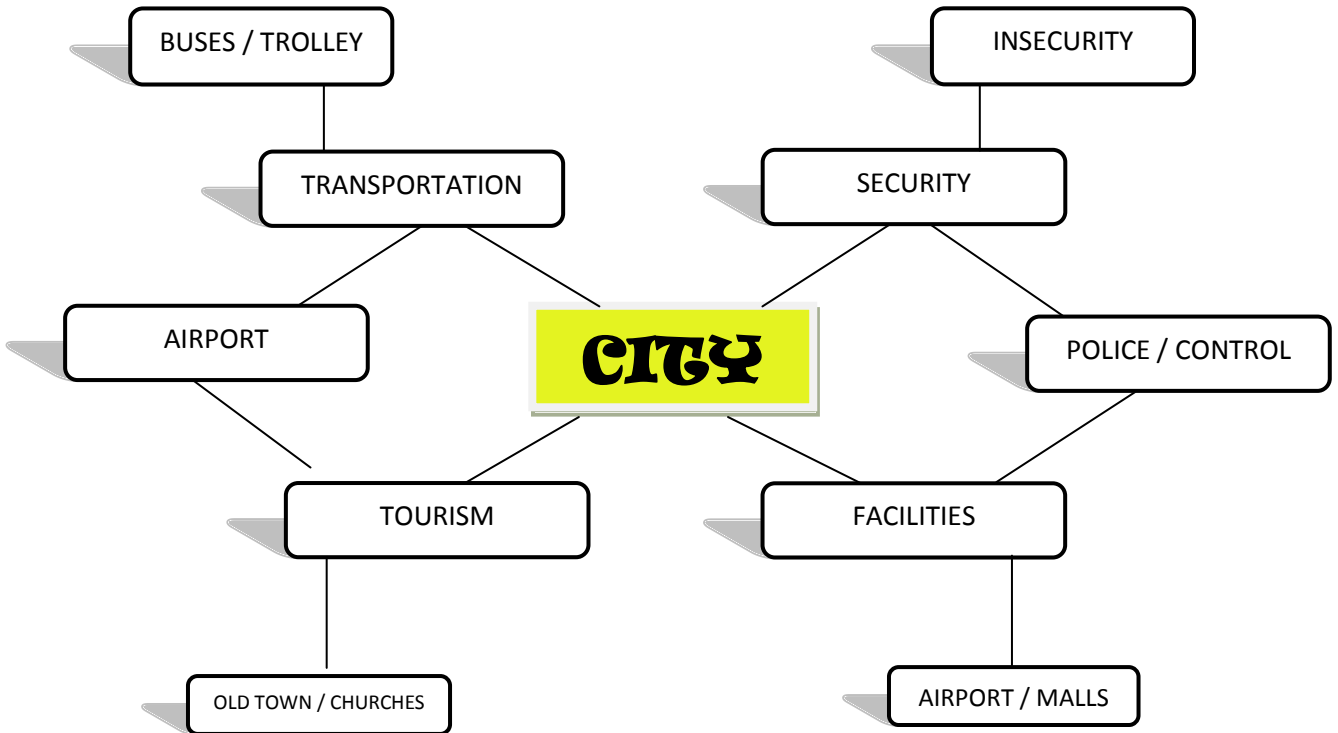 BUSES / TROLLEY
INSECURITY
TRANSPORTATION
SECURITY
AIRPORT
CITY
POLICE / CONTROL
TOURISM
FACILITIES
OLD TOWN / CHURCHES
AIRPORT / MALLS